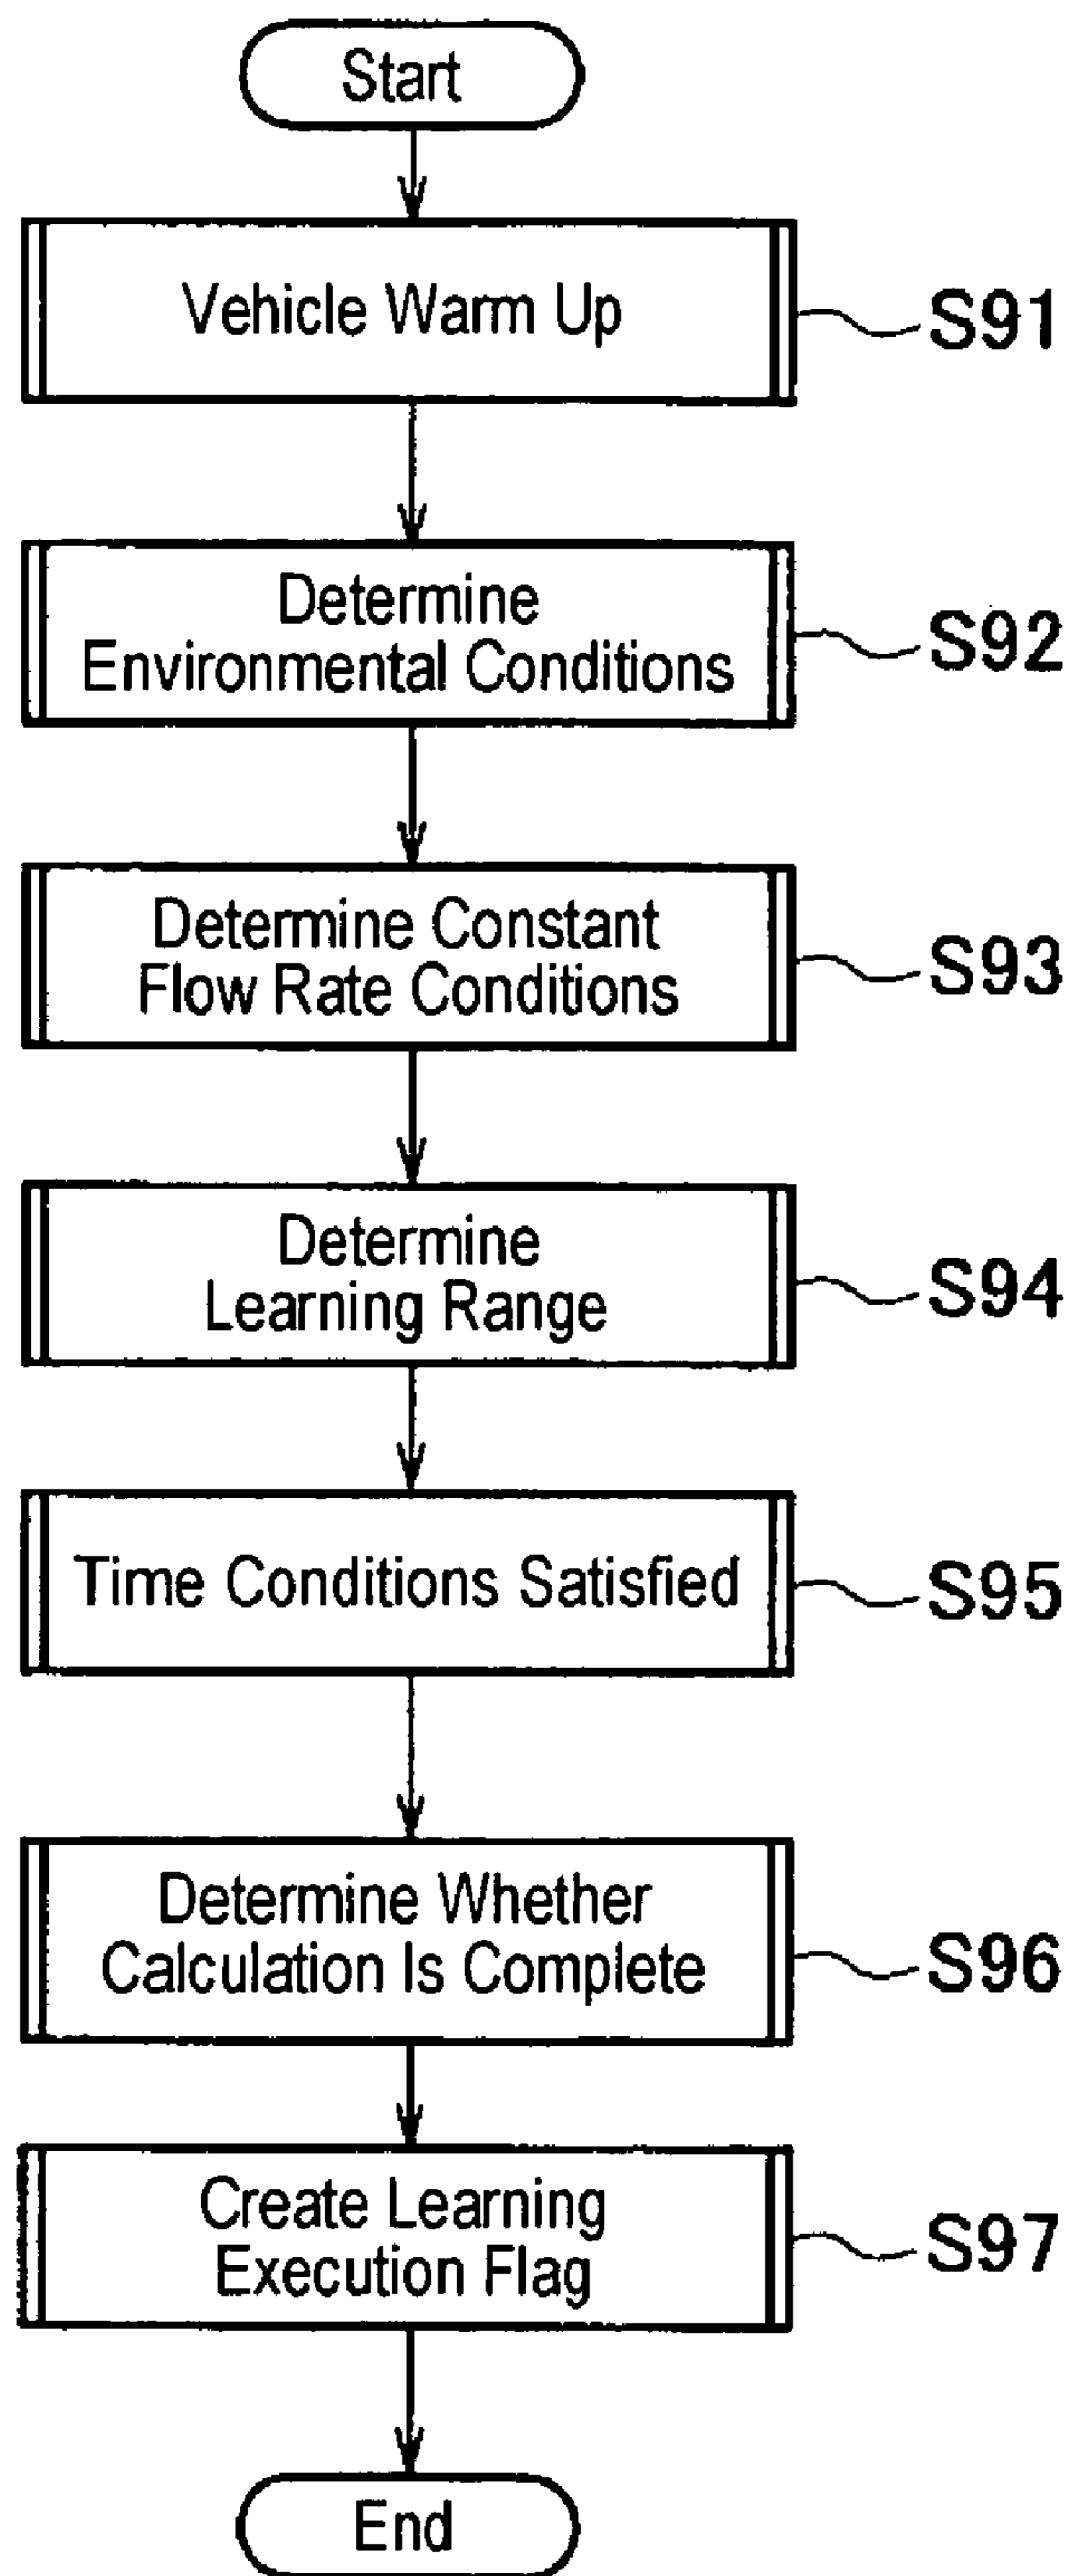 Start
Vehicle Warm Up
S91
Determine
Environmental Conditions
S92
Determine Constant
Flow Rate Conditions
S93
Determine
Learning Range
S94
Time Conditions Satisfied
S95
Determine Whether
Calculation Is Complete
S96
Create Learning
Execution Flag
S97
End